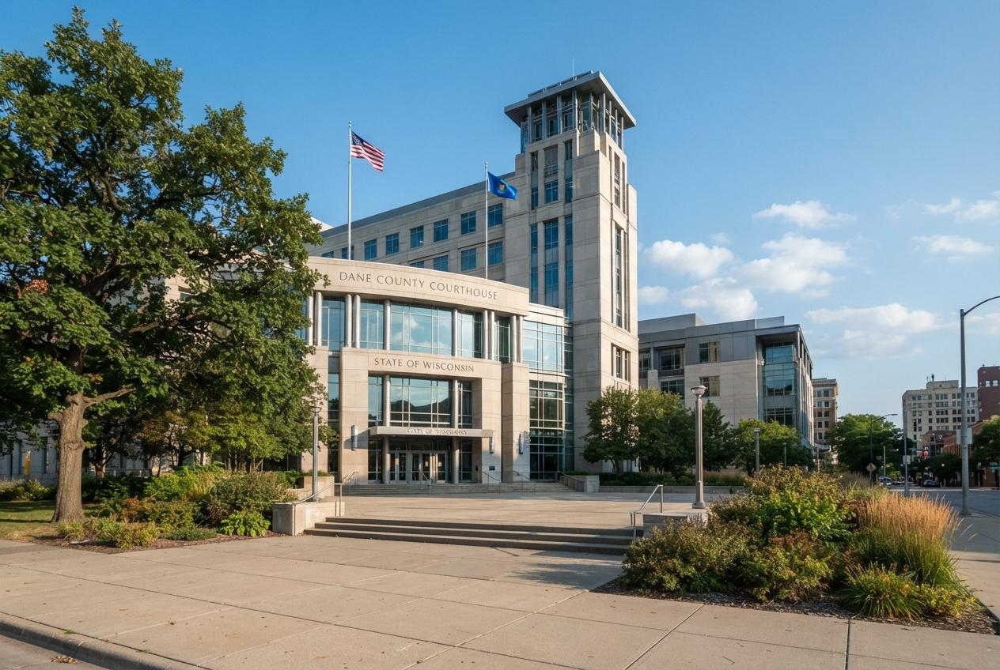 DANE COUNTY COURTHOUSE
STATE OF WISCONSIN